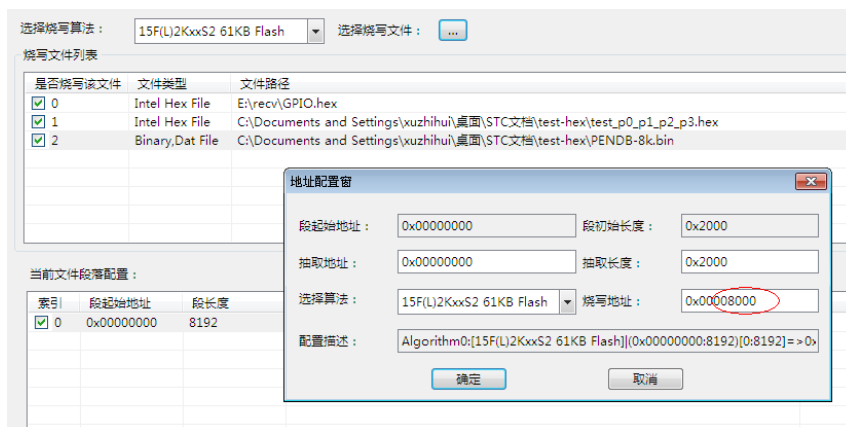 选择烧写算法： 15F(L)2KxxS2 61KB Flash 选择烧写文件： ...
烧写文件列表
是否烧写该文件 文件类型 文件路径
0 Intel Hex File E:\recv\GPIO.hex
1 Intel Hex File C:\Documents and Settings\xuzhihui\桌面\STC文档\test-hex\test_p0_p1_p2_p3.hex
2 Binary,Dat File C:\Documents and Settings\xuzhihui\桌面\STC文档\test-hex\PENDB-8k.bin
地址配置窗
段起始地址： 0x00000000 段初始长度： 0x2000
抽取地址： 0x00000000 抽取长度： 0x2000
选择算法： 15F(L)2KxxS2 61KB Flash 烧写地址： 0x00008000
配置描述： Algorithm0:[15F(L)2KxxS2 61KB Flash]|(0x00000000:8192)[0:8192]=>0x
确定 取消
当前文件段落配置：
索引 段起始地址 段长度
0 0x00000000 8192